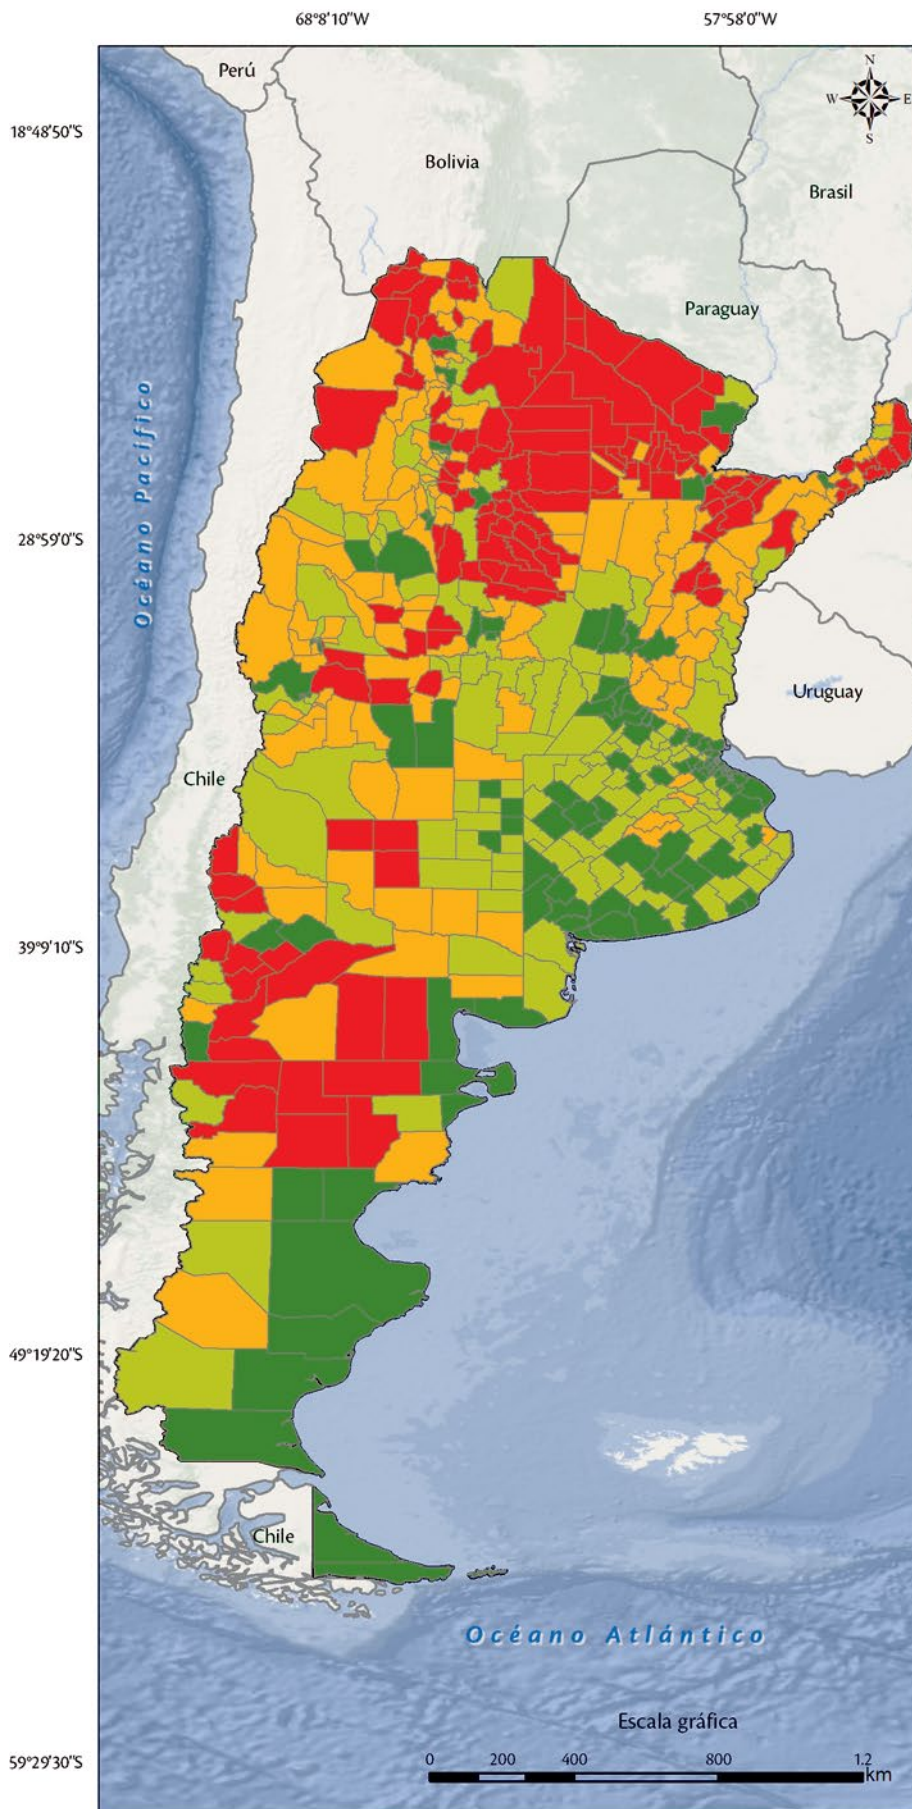 68°8'10"W
57°58'0"W
Perú
N
W
E
S
18°48'50"S
Bolivia
Brasil
Paraguay
Océano Pacífico
28°59'0"S
Uruguay
Chile
39°9'10"S
49°19'20"S
Chile
Océano Atlántico
Escala gráfica
59°29'30"S
0 200 400 800 1.2
km